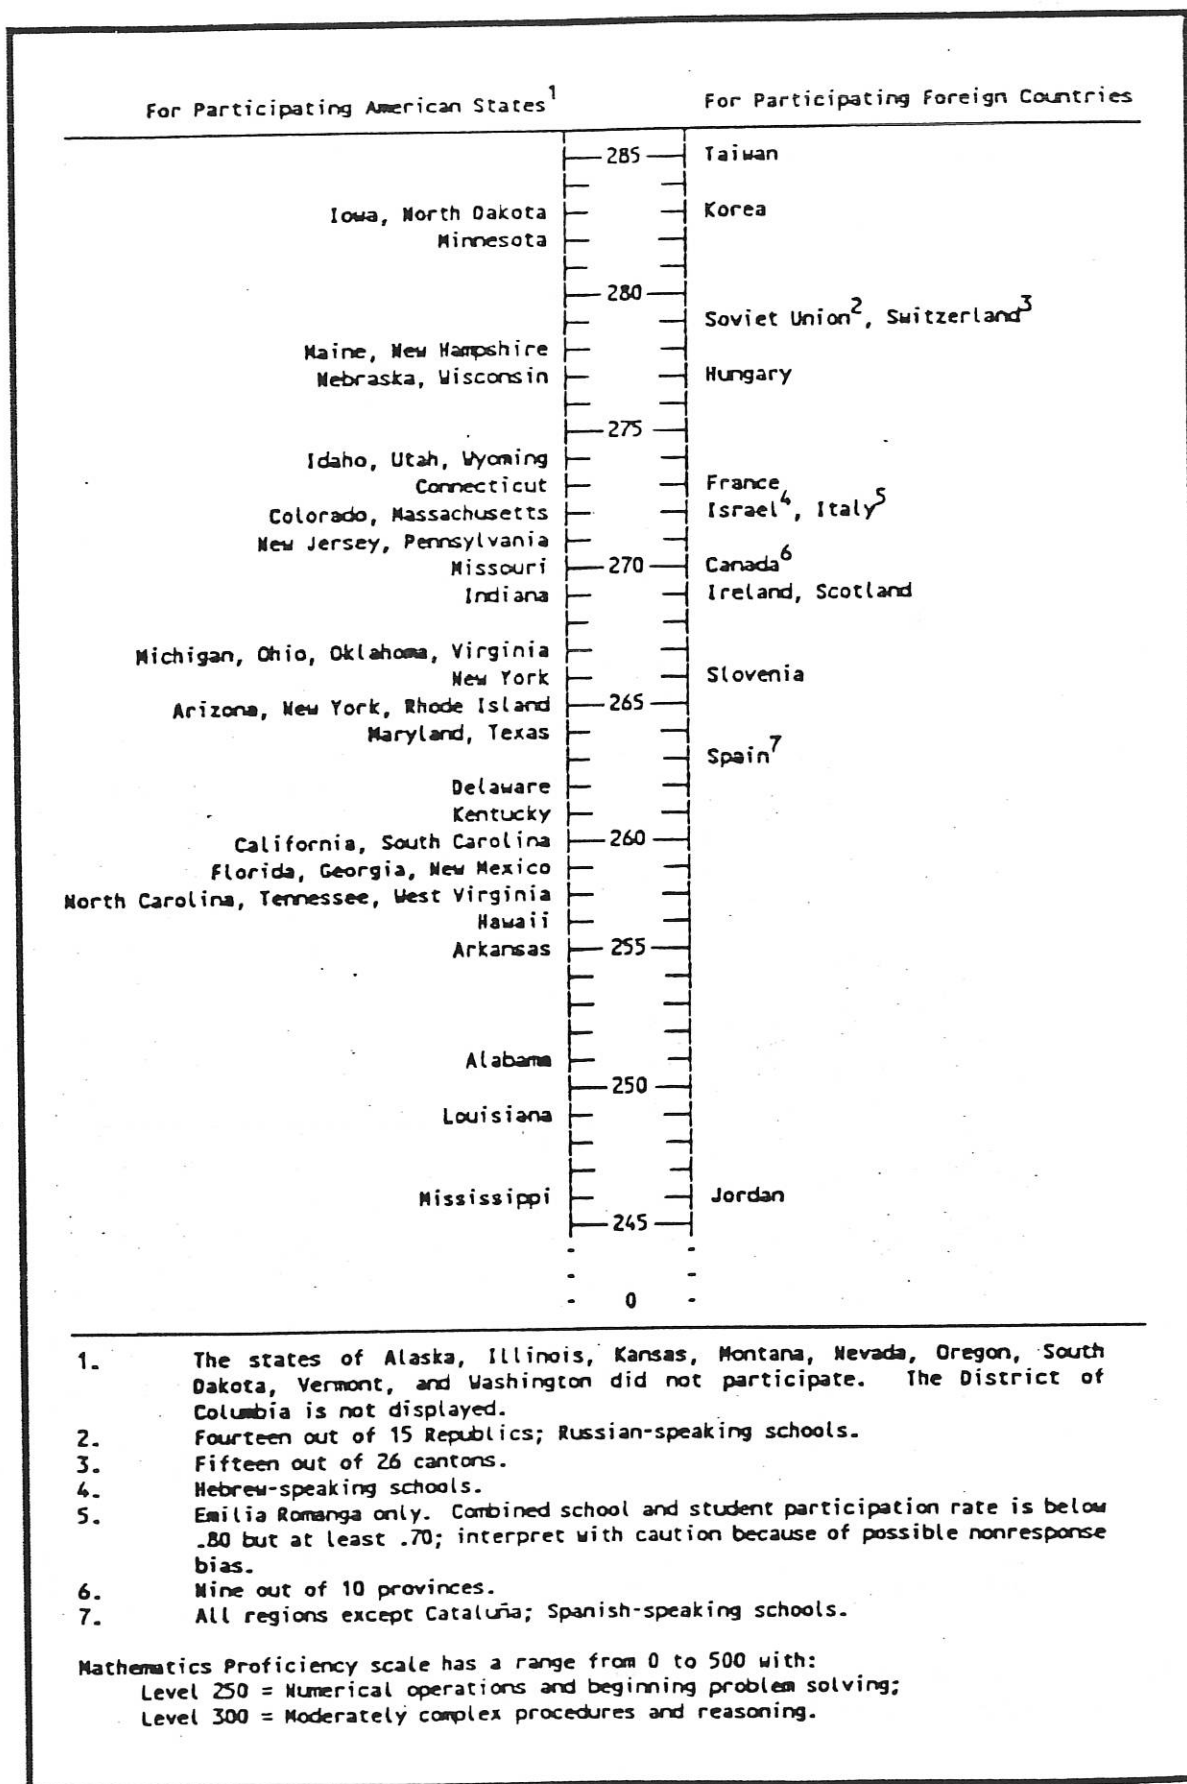 For Participating American States1 For Participating Foreign Countries
285 Taiwan
Iowa, North Dakota Korea
Minnesota
280
Soviet Union2, Switzerland3
Maine, New Hampshire
Nebraska, Wisconsin Hungary
275
Idaho, Utah, Wyoming
Connecticut France
Colorado, Massachusetts Israel4, Italy5
New Jersey, Pennsylvania
Missouri 270 Canada6
Indiana Ireland, Scotland
Michigan, Ohio, Oklahoma, Virginia
New York Slovenia
Arizona, New York, Rhode Island 265
Maryland, Texas
Spain7
Delaware
Kentucky
California, South Carolina 260
Florida, Georgia, New Mexico
North Carolina, Tennessee, West Virginia
Hawaii
Arkansas 255
Alabama
250
Louisiana
Mississippi Jordan
245
0
1. The states of Alaska, Illinois, Kansas, Montana, Nevada, Oregon, South
Dakota, Vermont, and Washington did not participate. The District of
Columbia is not displayed.
2. Fourteen out of 15 Republics; Russian-speaking schools.
3. Fifteen out of 26 cantons.
4. Hebrew-speaking schools.
5. Emilia Romanga only. Combined school and student participation rate is below
.80 but at least .70; interpret with caution because of possible nonresponse
bias.
6. Nine out of 10 provinces.
7. All regions except Cataluña; Spanish-speaking schools.
Mathematics Proficiency scale has a range from 0 to 500 with:
Level 250 = Numerical operations and beginning problem solving;
Level 300 = Moderately complex procedures and reasoning.